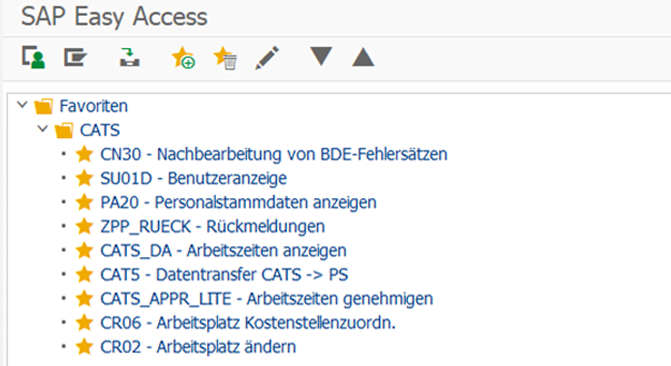 SAP Easy Access
Favoriten
CATS
CN30 - Nachbearbeitung von BDE-Fehlersätzen
SU01D - Benutzeranzeige
PA20 - Personalstammdaten anzeigen
ZPP_RUECK - Rückmeldungen
CATS_DA - Arbeitszeiten anzeigen
CAT5 - Datentransfer CATS -> PS
CATS_APPR_LITE - Arbeitszeiten genehmigen
CR06 - Arbeitsplatz Kostenstellenzuordn.
CR02 - Arbeitsplatz ändern